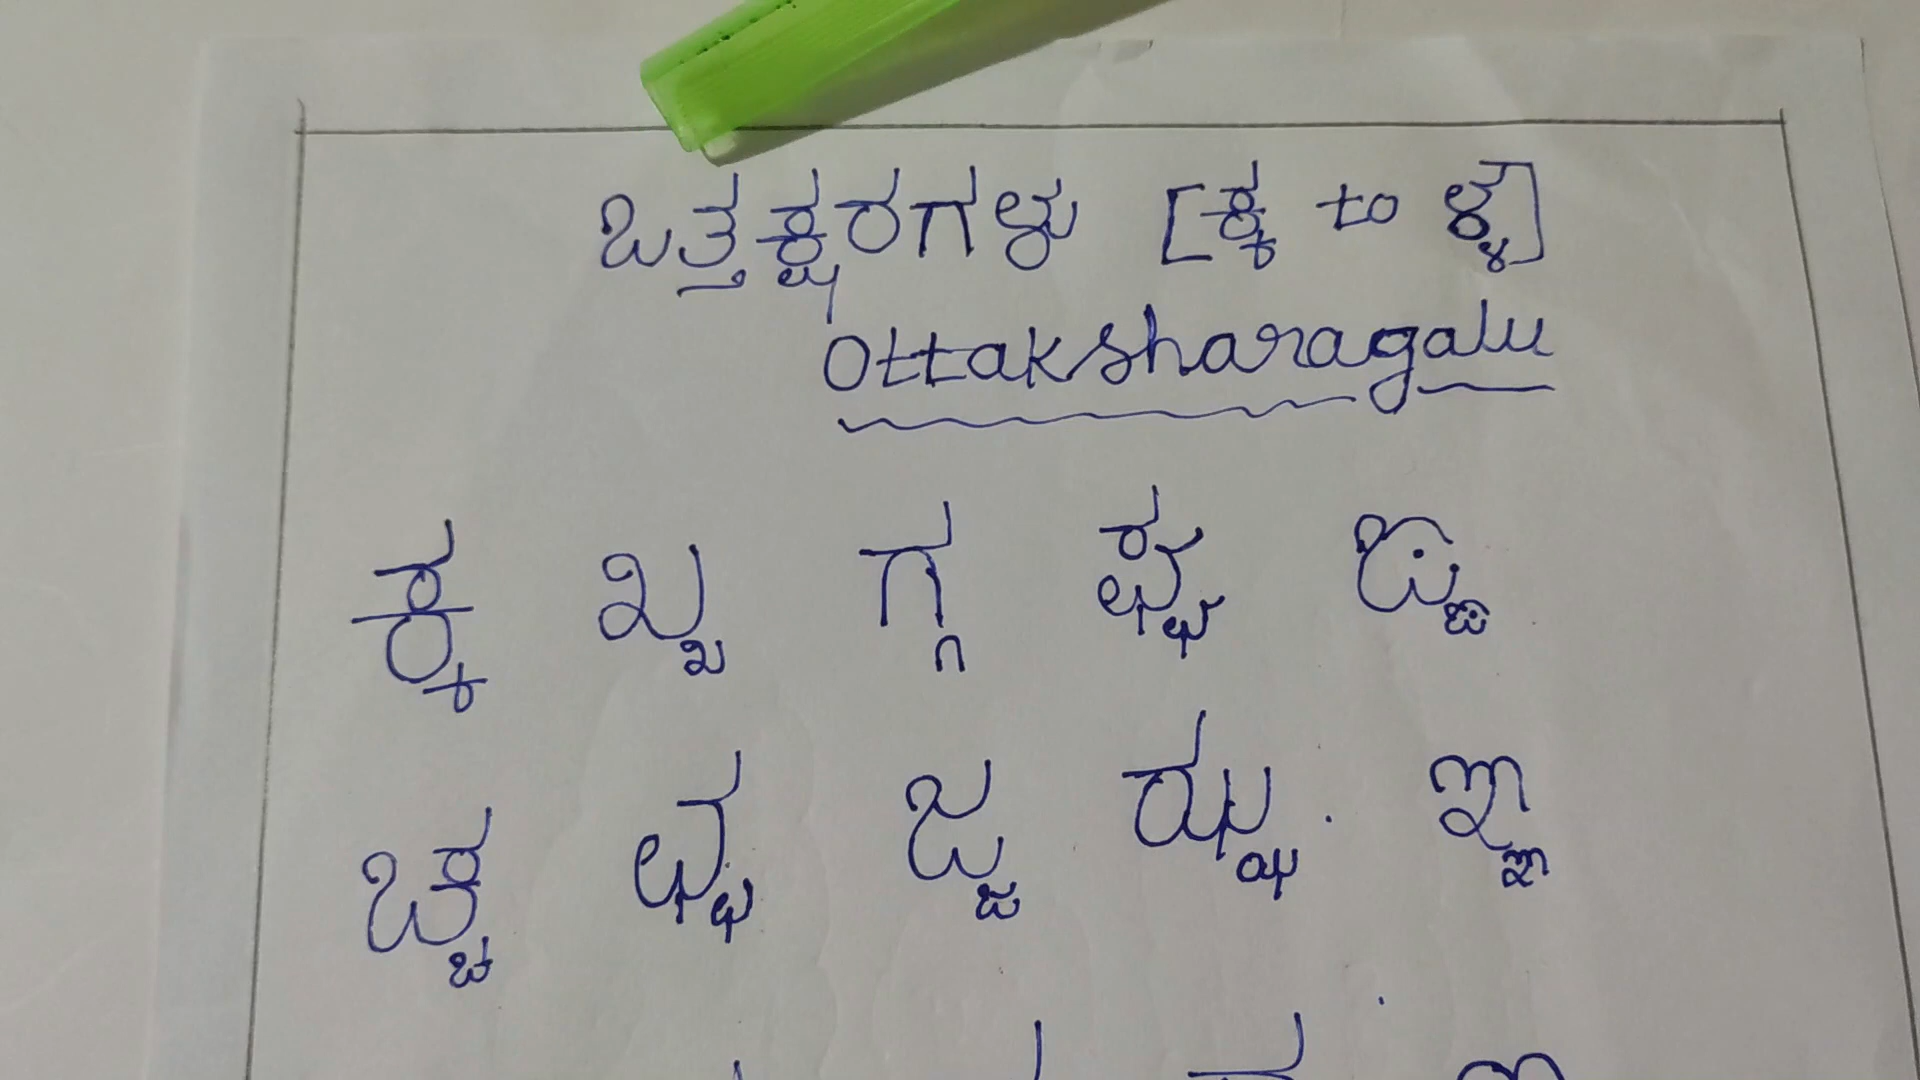 ಒತ್ತಕ್ಷರಗಳು [ಕ್ಕ to ಳ್ಳ]
Ottaksharagalu
ಕ್ಕ ಖ್ಖ ಗ್ಗ ಘ್ಘ ಙ್ಙ
ಚ್ಚ ಛ್ಛ ಜ್ಜ ಝ್ಝ ಞ್ಞ